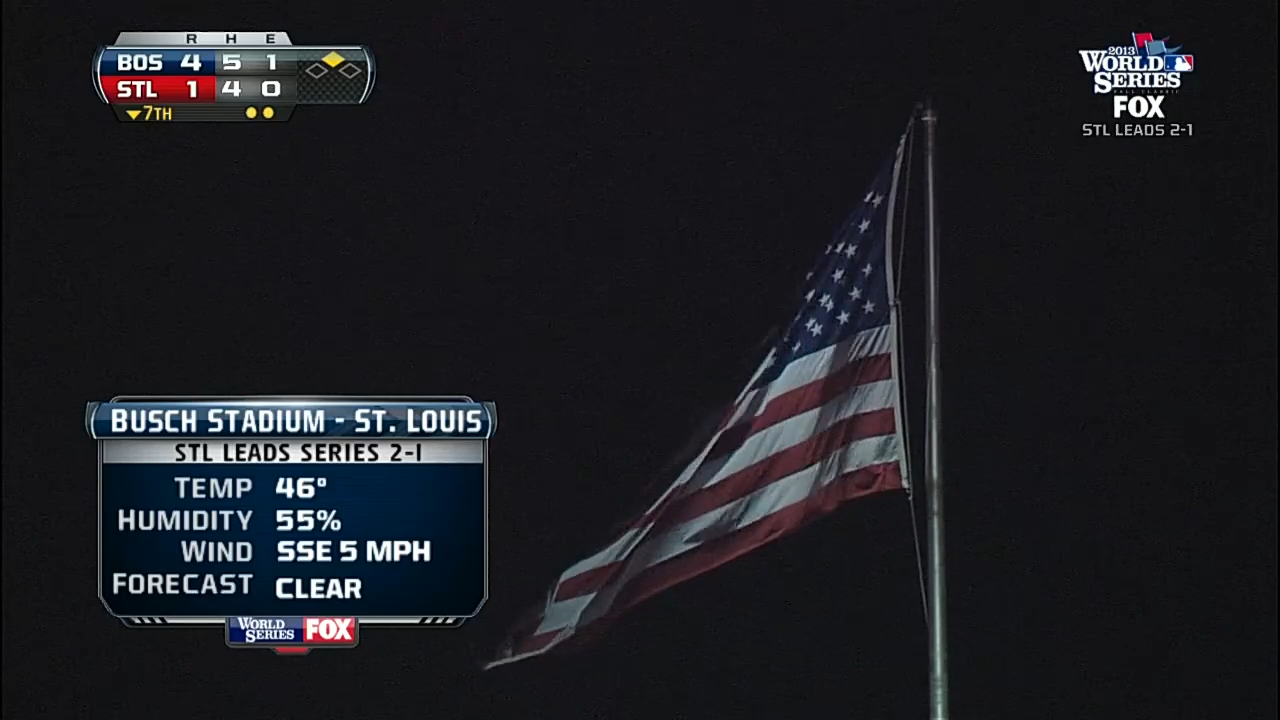 R H E
BOS 4 5 1
STL 1 4 0
7TH
2013
WORLD
SERIES
FALL CLASSIC
FOX
STL LEADS 2-1
BUSCH STADIUM - ST. LOUIS
STL LEADS SERIES 2-1
TEMP 46°
HUMIDITY 55%
WIND SSE 5 MPH
FORECAST CLEAR
WORLD
SERIES
FOX